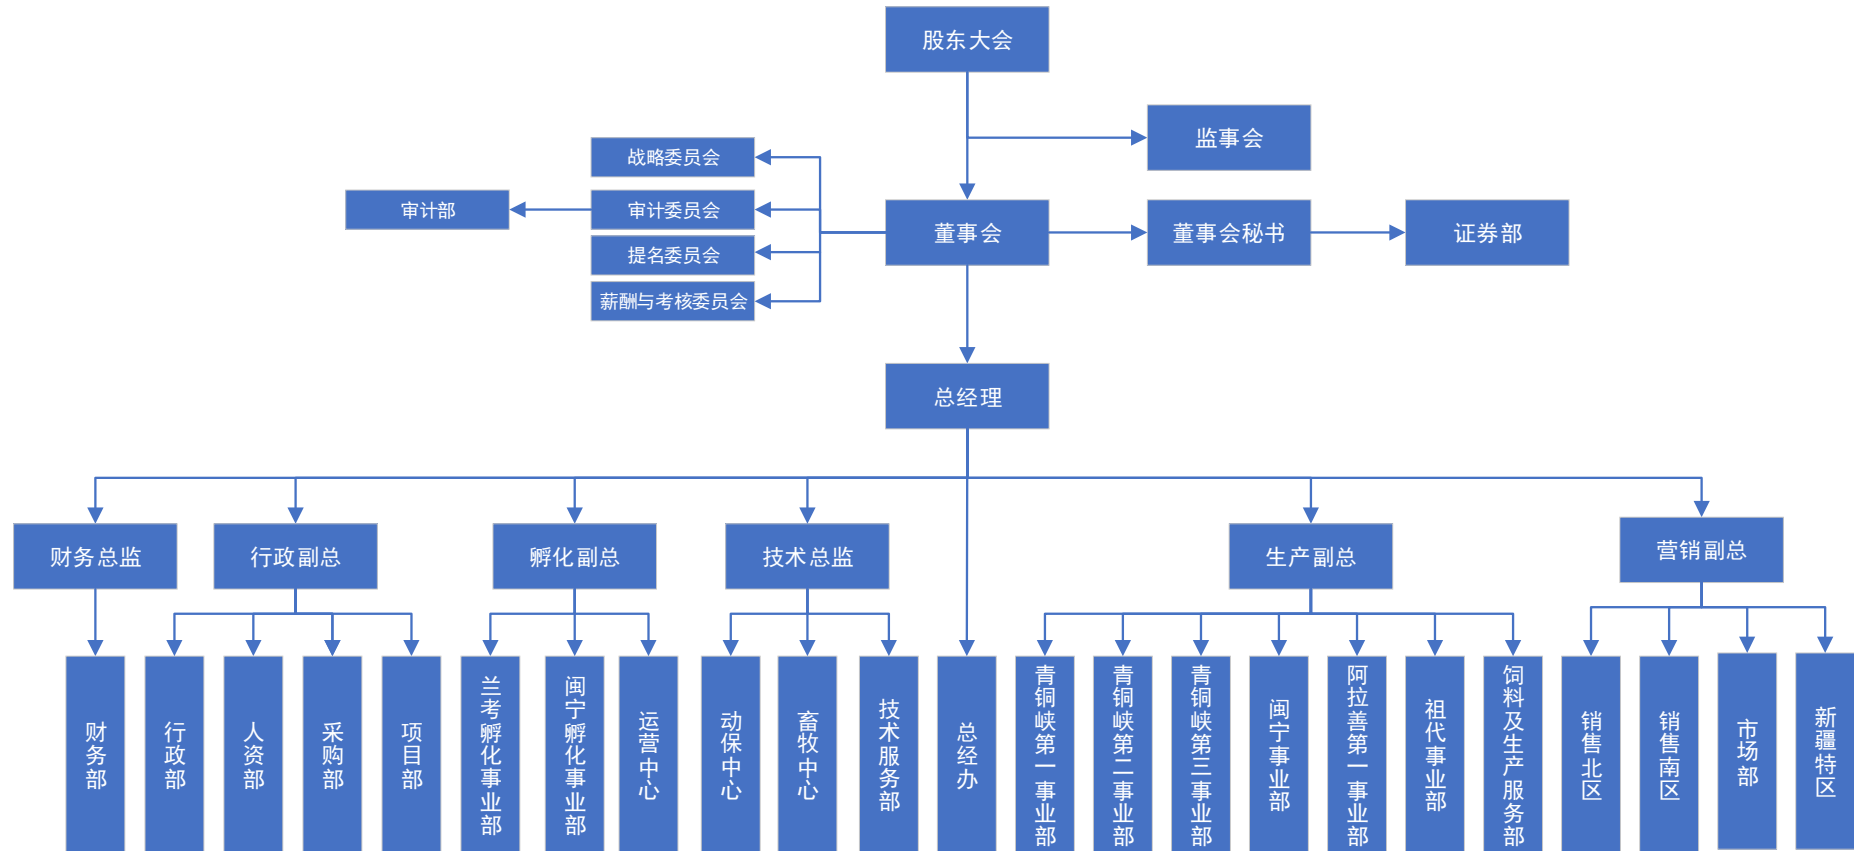 股东大会
监事会
战略委员会
审计部
审计委员会
董事会
董事会秘书
证券部
提名委员会
薪酬与考核委员会
总经理
财务总监
行政副总
孵化副总
技术总监
生产副总
营销副总
财务部
行政部
人资部
采购部
项目部
兰考孵化事业部
闽宁孵化事业部
运营中心
动保中心
畜牧中心
技术服务部
总经办
青铜峡第一事业部
青铜峡第二事业部
青铜峡第三事业部
闽宁事业部
阿拉善第一事业部
祖代事业部
饲料及生产服务部
销售北区
销售南区
市场部
新疆特区